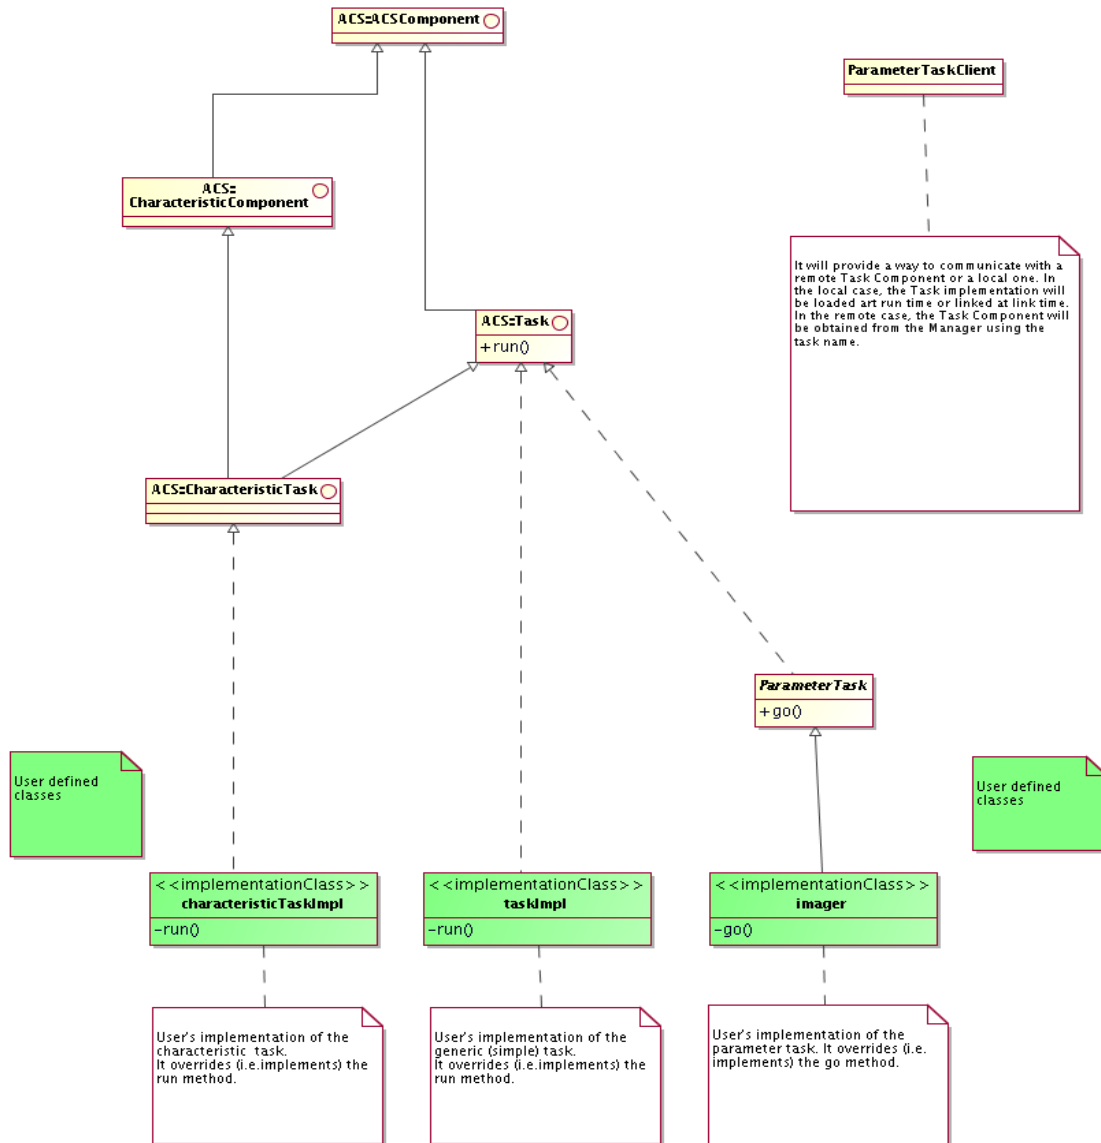 ACS::ACSComponent
ParameterTaskClient
ACS::
CharacteristicComponent
It will provide a way to communicate with a
remote Task Component or a local one. In
the local case, the Task implementation will
be loaded art run time or linked at link time.
In the remote case, the Task Component will
be obtained from the Manager using the
task name.
ACS::Task
+run()
ACS::CharacteristicTask
ParameterTask
+go()
User defined
classes
User defined
classes
<<implementationClass>>
characteristicTaskImpl
-run()
<<implementationClass>>
taskImpl
-run()
<<implementationClass>>
imager
-go()
User's implementation of the
characteristic task.
It overrides (i.e.implements) the
run method.
User's implementation of the
generic (simple) task.
It overrides (i.e.implements) the
run method.
User's implementation of the
parameter task. It overrides (i.e.
implements) the go method.